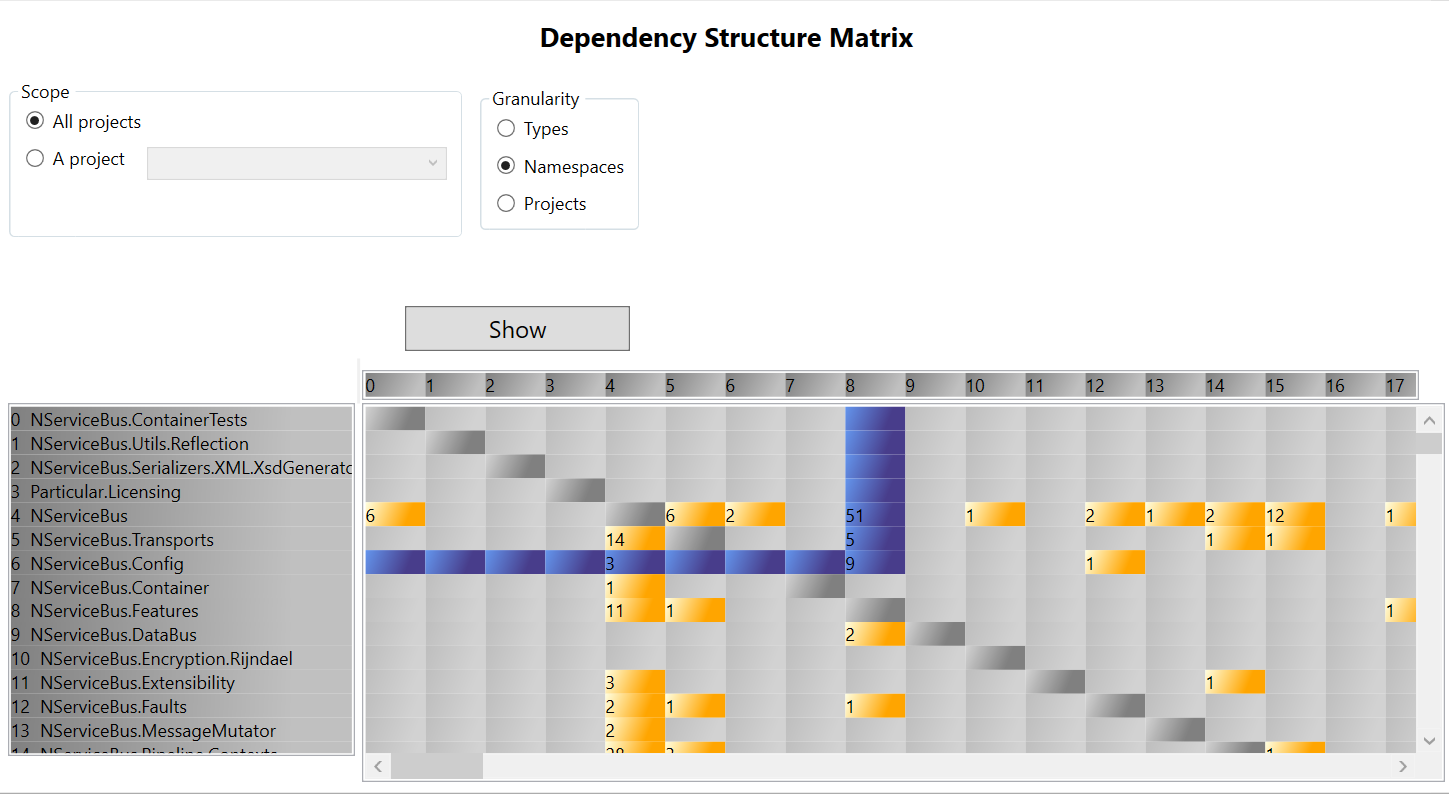 Dependency Structure Matrix
Scope
All projects
A project
Granularity
Types
Namespaces
Projects
Show
0 1 2 3 4 5 6 7 8 9 10 11 12 13 14 15 16 17
0 NServiceBus.ContainerTests
1 NServiceBus.Utils.Reflection
2 NServiceBus.Serializers.XML.XsdGenerato
3 Particular.Licensing
4 NServiceBus 6 6 2 51 1 2 1 2 12 1
5 NServiceBus.Transports 14 5 1 1
6 NServiceBus.Config 3 9 1
7 NServiceBus.Container 1
8 NServiceBus.Features 11 1 1
9 NServiceBus.DataBus 2
10 NServiceBus.Encryption.Rijndael
11 NServiceBus.Extensibility 3 1
12 NServiceBus.Faults 2 1 1
13 NServiceBus.MessageMutator 2
14 NServiceBus.Pipeline.Contexts 1